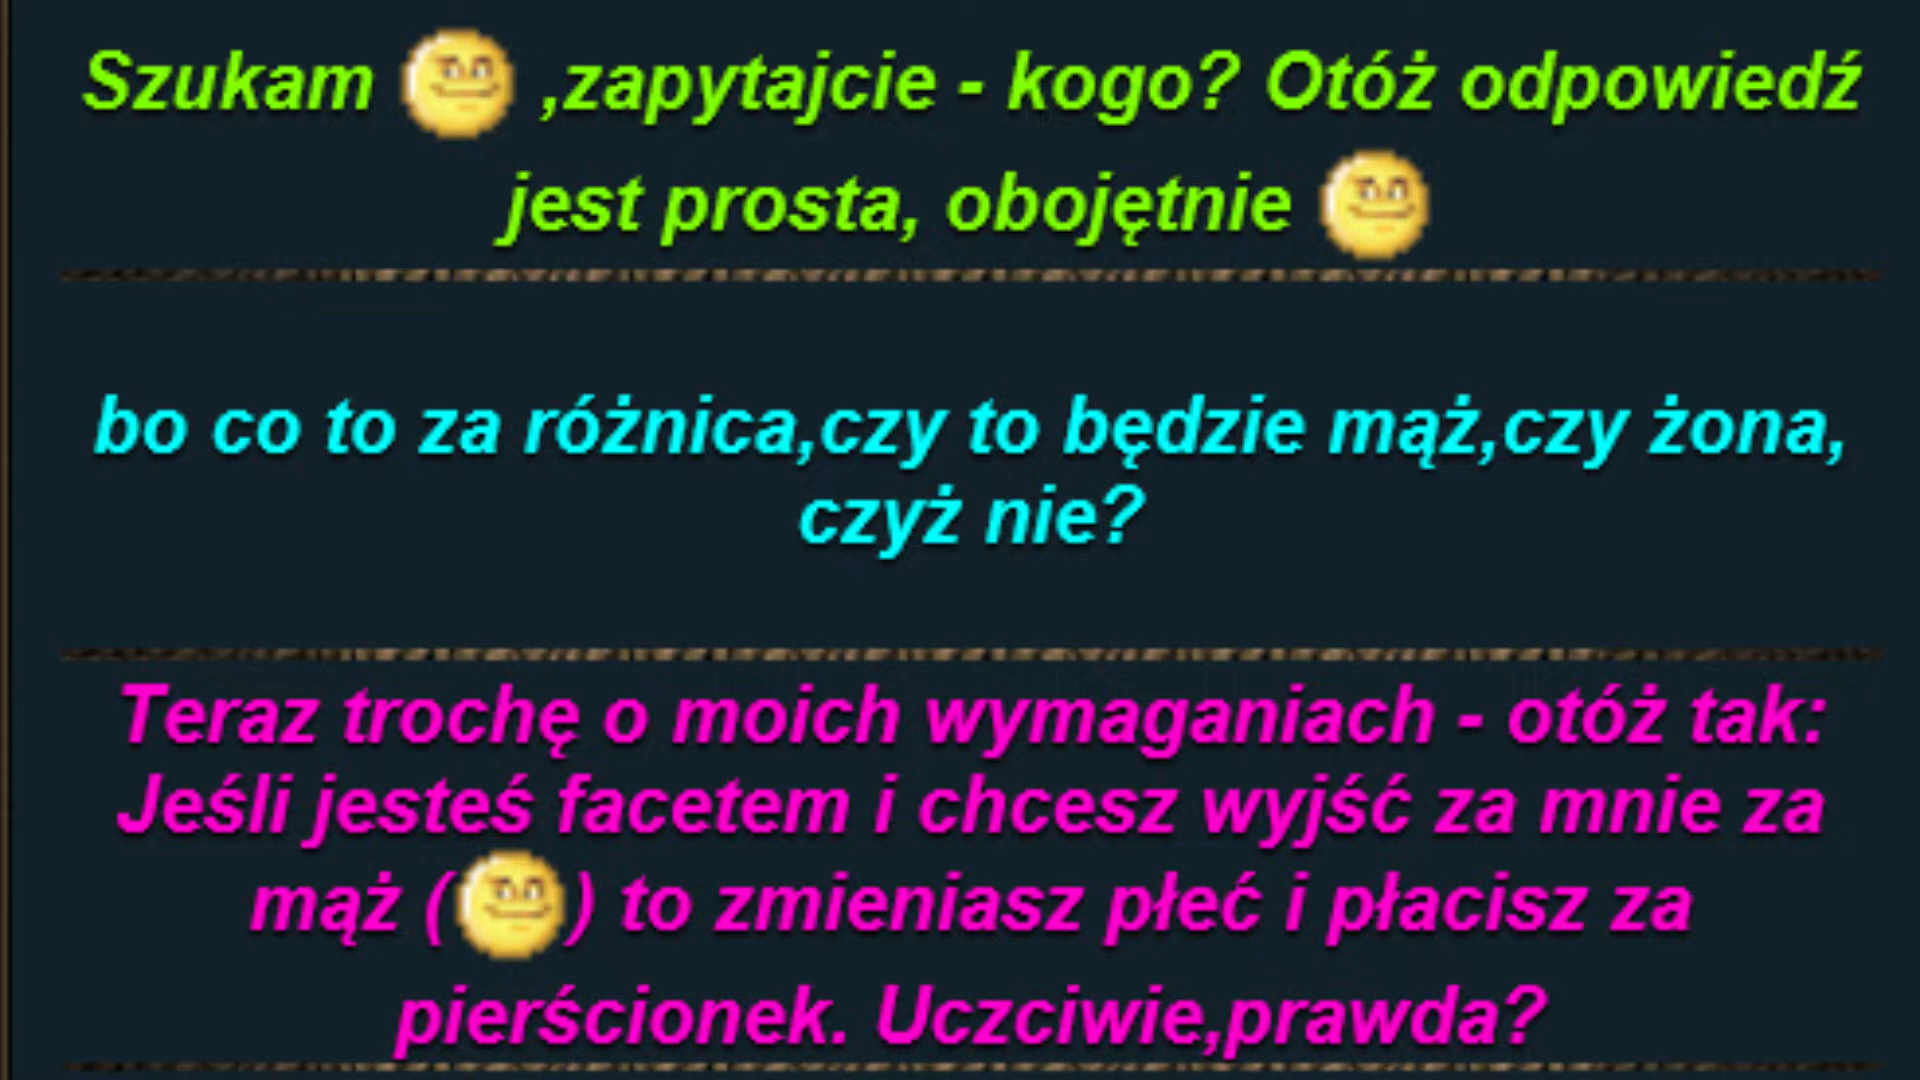 Szukam ,zapytajcie - kogo? Otóż odpowiedź
jest prosta, obojętnie
bo co to za różnica,czy to będzie mąż,czy żona,
czyż nie?
Teraz trochę o moich wymaganiach - otóż tak:
Jeśli jesteś facetem i chcesz wyjść za mnie za
mąż () to zmieniasz płeć i płacisz za
pierścionek. Uczciwie,prawda?